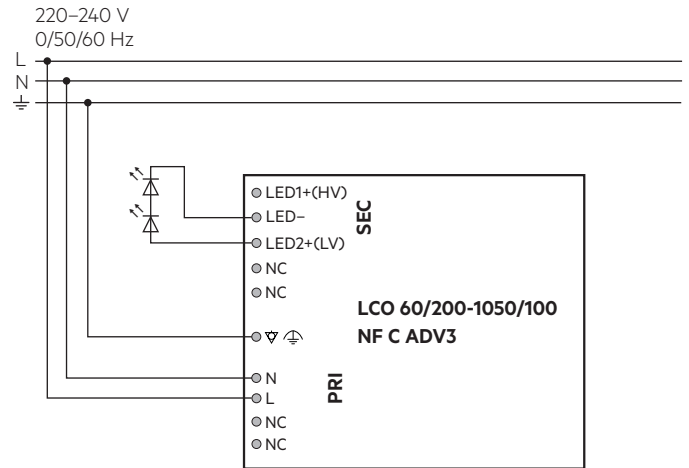 220–240 V
0/50/60 Hz
L
N
LED1+(HV)
LED–
LED2+(LV)
NC
NC
SEC
LCO 60/200-1050/100
NF C ADV3
N
L
NC
NC
PRI